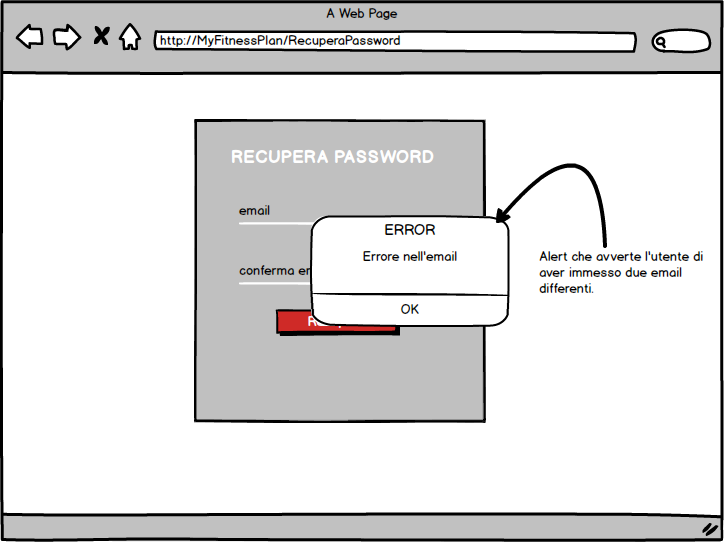 A Web Page
http://MyFitnessPlan/RecuperaPassword
RECUPERA PASSWORD
email
ERROR
Errore nell'email
conferma
OK
Alert che avverte l'utente di
aver immesso due email
differenti.